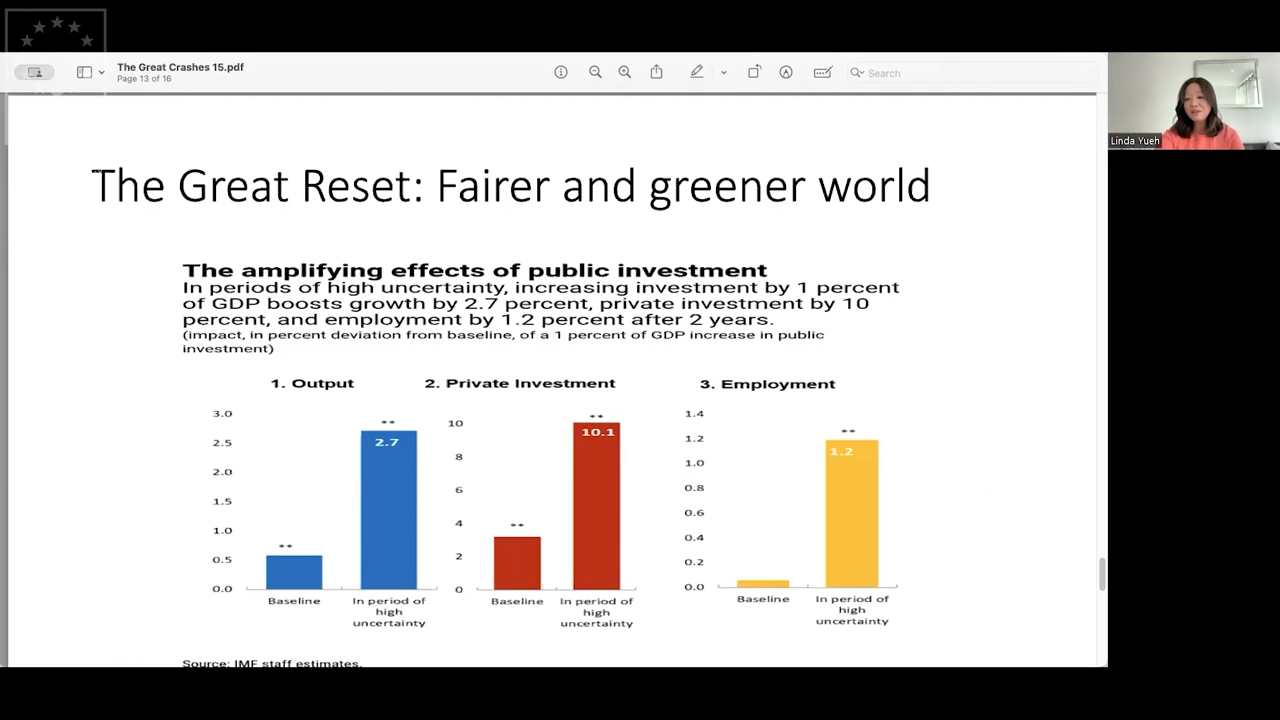 The Great Crashes 15.pdf
Page 13 of 16
Search
Linda Yueh
The Great Reset: Fairer and greener world
The amplifying effects of public investment
In periods of high uncertainty, increasing investment by 1 percent
of GDP boosts growth by 2.7 percent, private investment by 10
percent, and employment by 1.2 percent after 2 years.
(impact, in percent deviation from baseline, of a 1 percent of GDP increase in public
investment)
1. Output
3.0
2.5
2.0
1.5
1.0
0.5
0.0
**
**
2.7
Baseline
In period of
high
uncertainty
2. Private Investment
10
8
6
4
2
0
**
**
10.1
Baseline
In period of
high
uncertainty
3. Employment
1.4
1.2
1.0
0.8
0.6
0.4
0.2
0.0
**
1.2
Baseline
In period of
high
uncertainty
Source: IMF staff estimates.